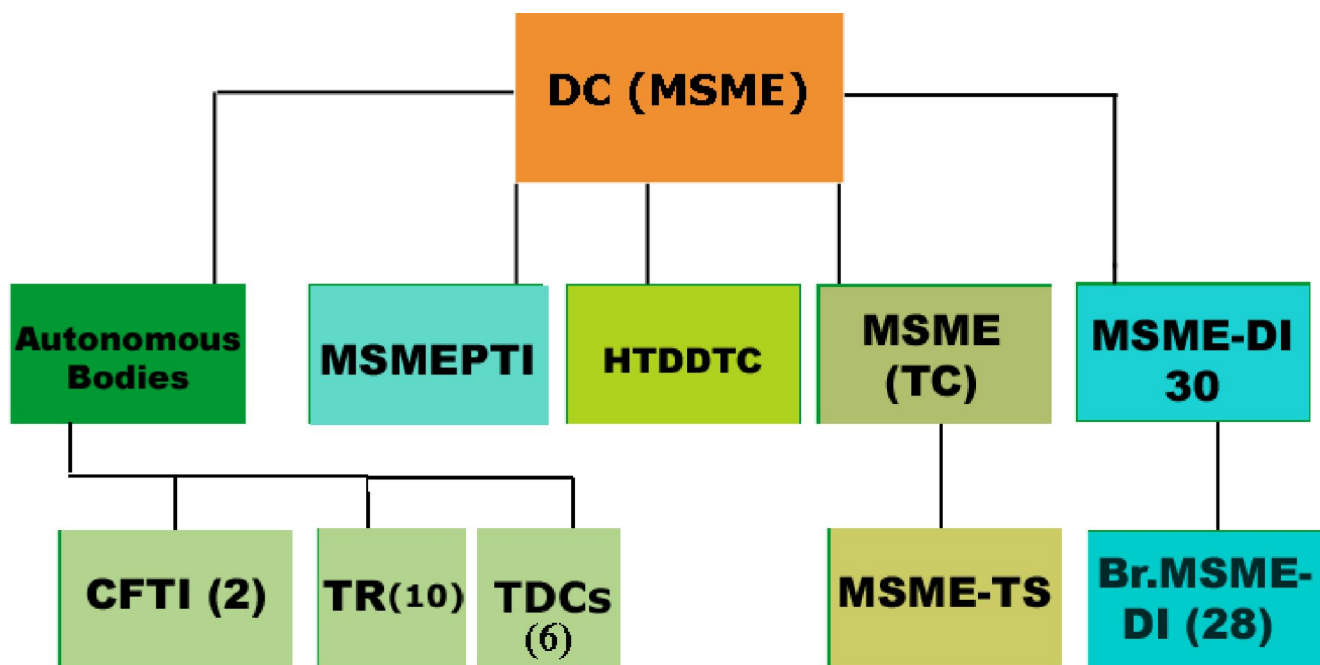 DC (MSME)
Autonomous
Bodies
MSMEPTI
HTDDTC
MSME
(TC)
MSME-DI
30
CFTI (2)
TR(10)
TDCs
(6)
MSME-TS
Br.MSME-
DI (28)